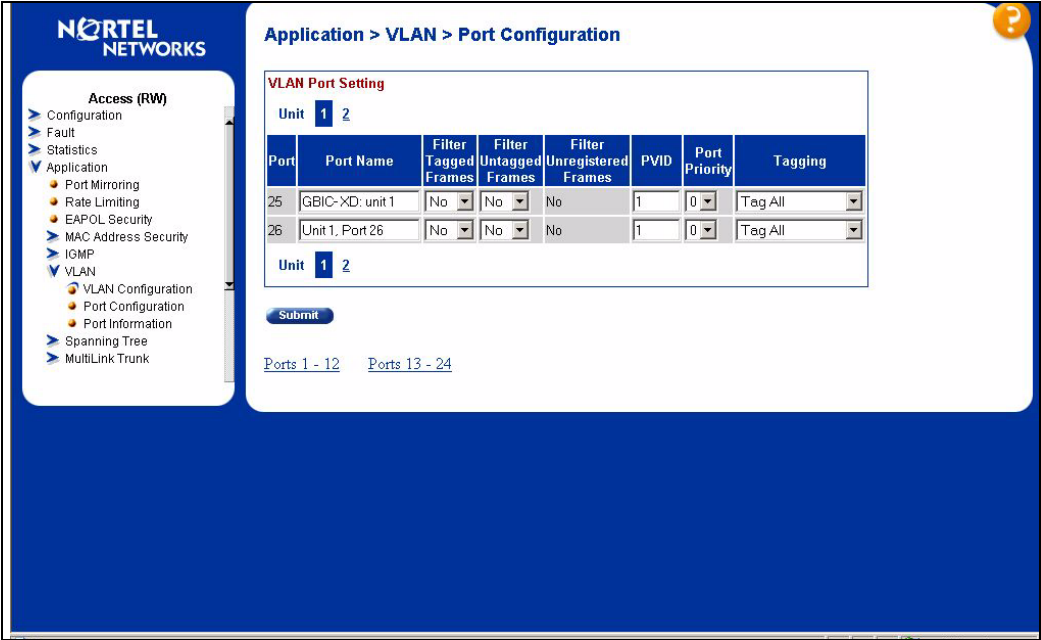 NORTEL
NETWORKS
Access (RW)
Configuration
Fault
Statistics
Application
Port Mirroring
Rate Limiting
EAPOL Security
MAC Address Security
IGMP
VLAN
VLAN Configuration
Port Configuration
Port Information
Spanning Tree
MultiLink Trunk
Application > VLAN > Port Configuration
?
VLAN Port Setting
Unit 1 2
Port Port Name Filter Tagged Frames Filter Untagged Frames Filter Unregistered Frames PVID Port Priority Tagging
25 GBIC-XD: unit 1 No No No 1 0 Tag All
26 Unit 1, Port 26 No No No 1 0 Tag All
Unit 1 2
Submit
Ports 1 - 12 Ports 13 - 24